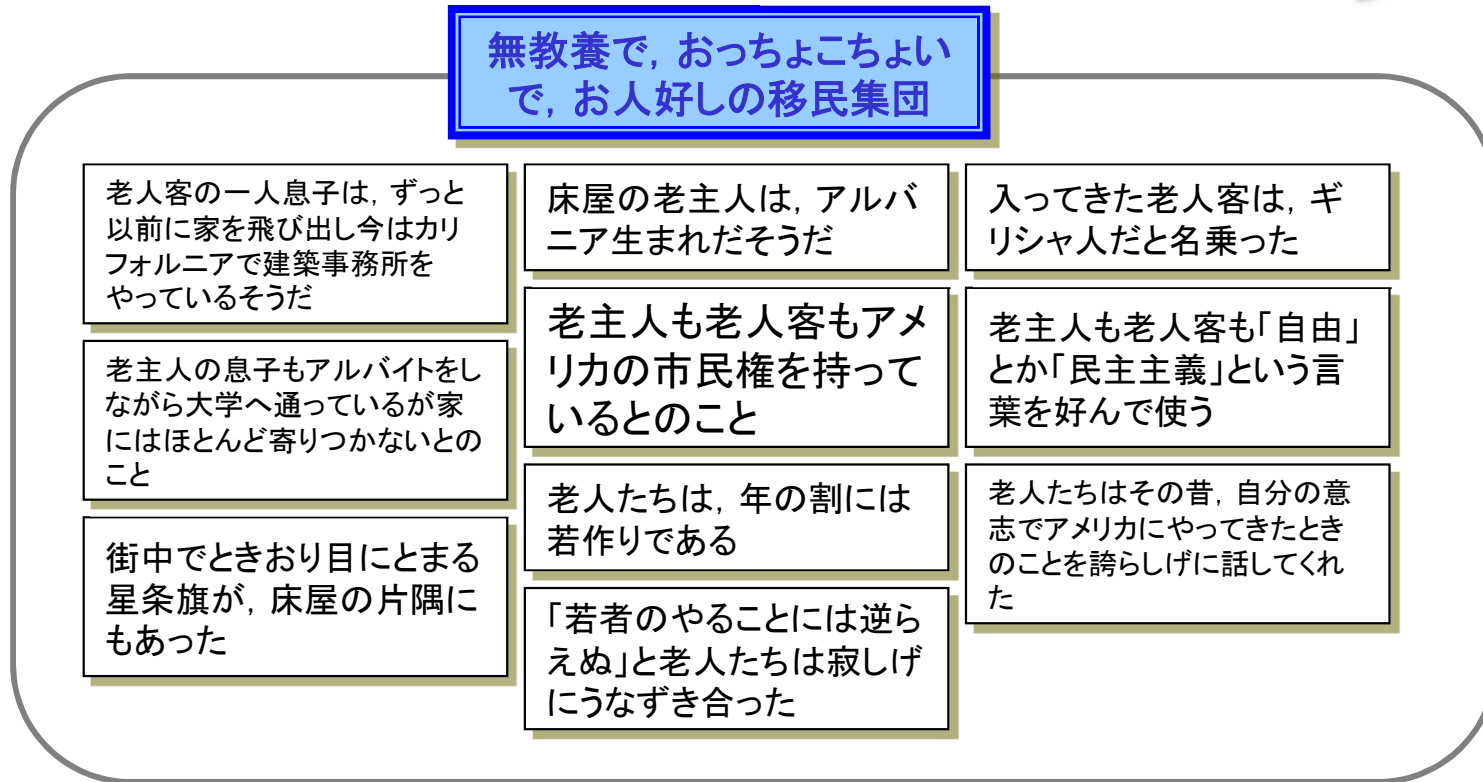 無教養で, おっちょこちょい
で, お人好しの移民集団
老人客の一人息子は, ずっと
以前に家を飛び出し今はカリ
フォルニアで建築事務所を
やっているそうだ
老主人の息子もアルバイトをし
ながら大学へ通っているが家
にはほとんど寄りつかないとの
こと
街中でときおり目にとまる
星条旗が, 床屋の片隅に
もあった
床屋の老主人は, アルバ
ニア生まれだそうだ
老主人も老人客もアメ
リカの市民権を持って
いるとのこと
老人たちは, 年の割には
若作りである
「若者のやることには逆ら
えぬ」と老人たちは寂しげ
にうなずき合った
入ってきた老人客は, ギ
リシャ人だと名乗った
老主人も老人客も「自由」
とか「民主主義」という言
葉を好んで使う
老人たちはその昔, 自分の意
志でアメリカにやってきたとき
のことを誇らしげに話してくれ
た